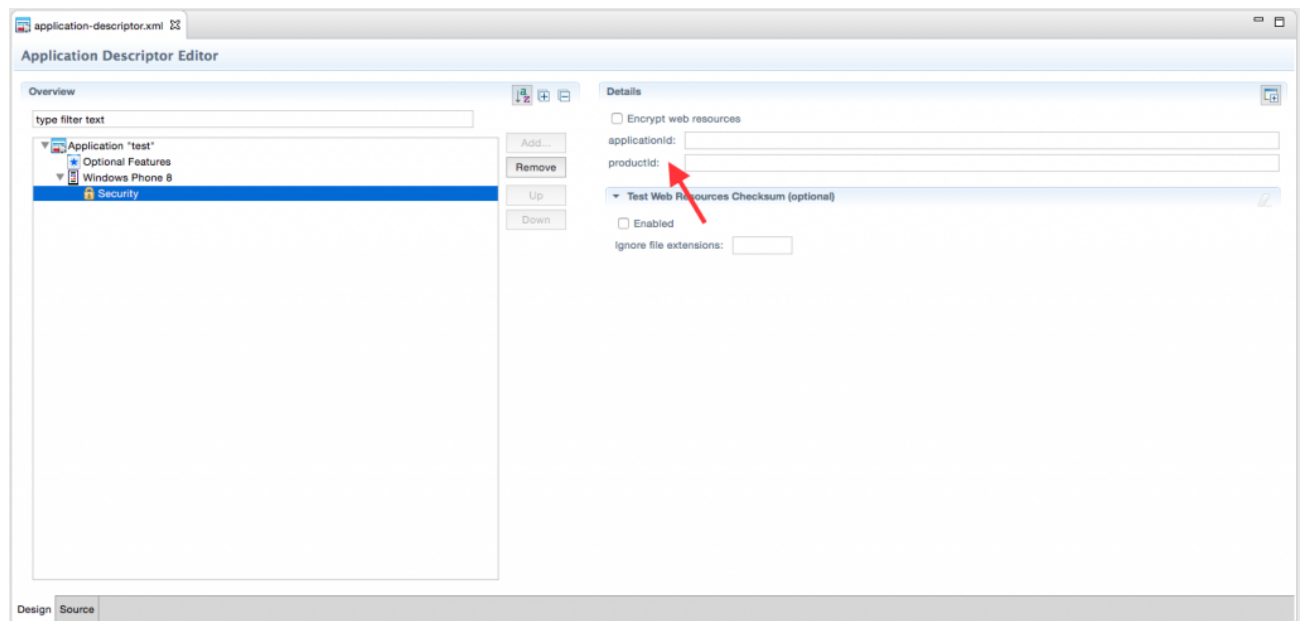 application-descriptor.xml
Application Descriptor Editor
Overview
type filter text
Application "test"
Optional Features
Windows Phone 8
Security
Add...
Remove
Up
Down
Details
Encrypt web resources
applicationId:
productId:
Test Web Resources Checksum (optional)
Enabled
Ignore file extensions:
Design Source